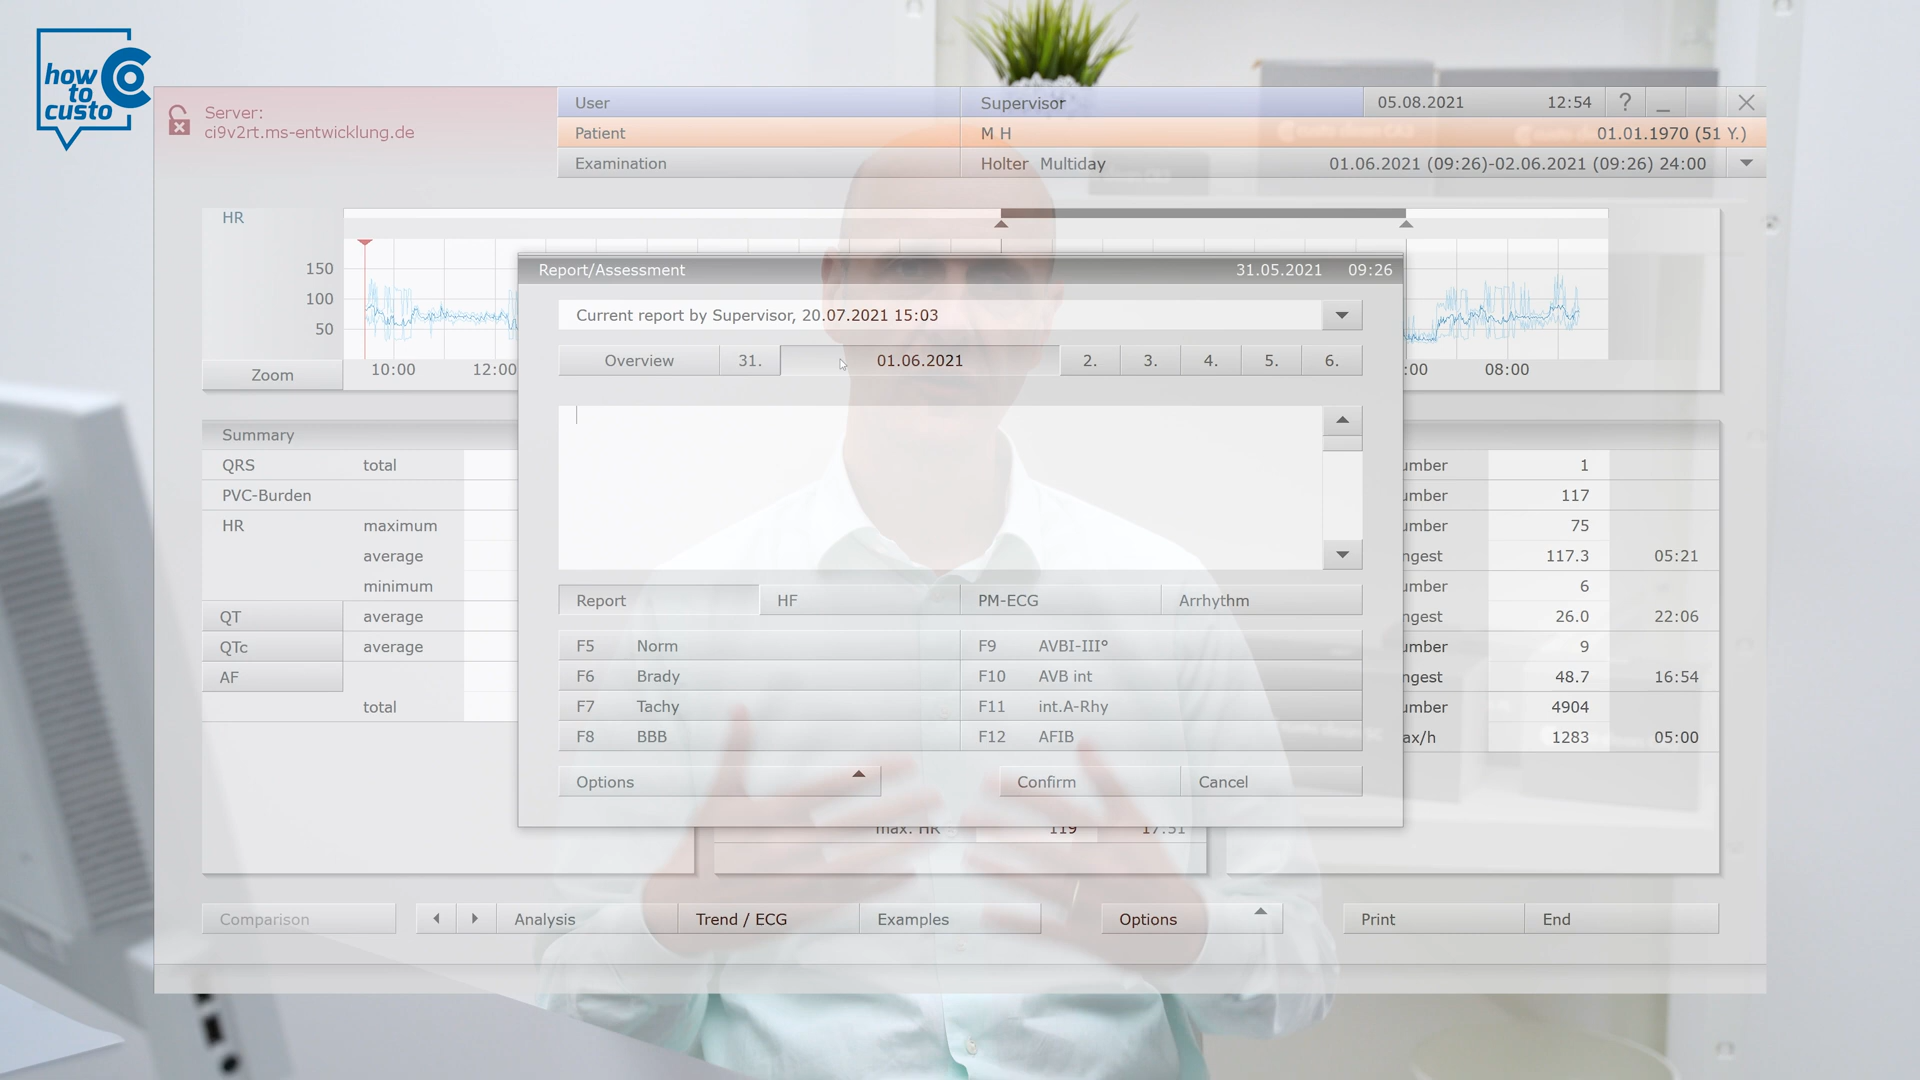 how
to
custo
Server:
ci9v2rt.ms-entwicklung.de
User
Supervisor
05.08.2021
12:54
?
Patient
M H
01.01.1970 (51 Y.)
Examination
Holter Multiday
01.06.2021 (09:26)-02.06.2021 (09:26) 24:00
HR
150
100
50
Zoom
10:00
12:00
:00
08:00
Report/Assessment
31.05.2021
09:26
Current report by Supervisor, 20.07.2021 15:03
Overview
31.
01.06.2021
2.
3.
4.
5.
6.
Report
HF
PM-ECG
Arrhythm
F5 Norm
F9 AVBI-III°
F6 Brady
F10 AVB int
F7 Tachy
F11 int.A-Rhy
F8 BBB
F12 AFIB
Options
Confirm
Cancel
Summary
QRS total
PVC-Burden
HR maximum
average
minimum
QT average
QTc average
AF
total
umber 1
umber 117
umber 75
ngest 117.3 05:21
umber 6
ngest 26.0 22:06
umber 9
ngest 48.7 16:54
umber 4904
ax/h 1283 05:00
max. HR 119 17:51
Comparison
Analysis
Trend / ECG
Examples
Options
Print
End